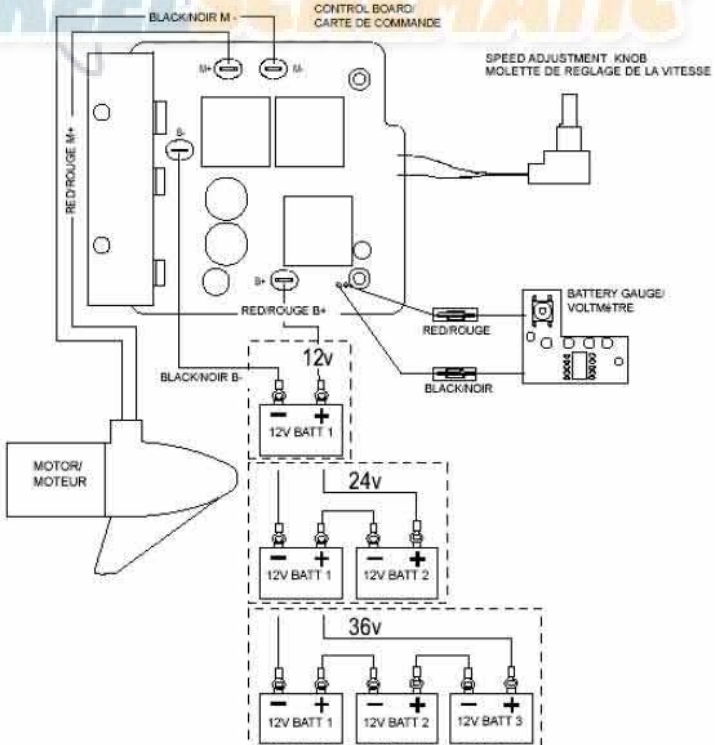 CONTROL BOARD/
CARTE DE COMMANDE
BLACK/NOIR M -
M+
M-
SPEED ADJUSTMENT KNOB
MOLETTE DE REGLAGE DE LA VITESSE
RED/ROUGE M+
B-
B+
RED/ROUGE B+
BATTERY GAUGE/
VOLTMèTRE
RED/ROUGE
BLACK/NOIR
BLACK/NOIR B-
12v
- +
12V BATT 1
MOTOR/
MOTEUR
24v
- + - +
12V BATT 1 12V BATT 2
36v
- + - + - +
12V BATT 1 12V BATT 2 12V BATT 3